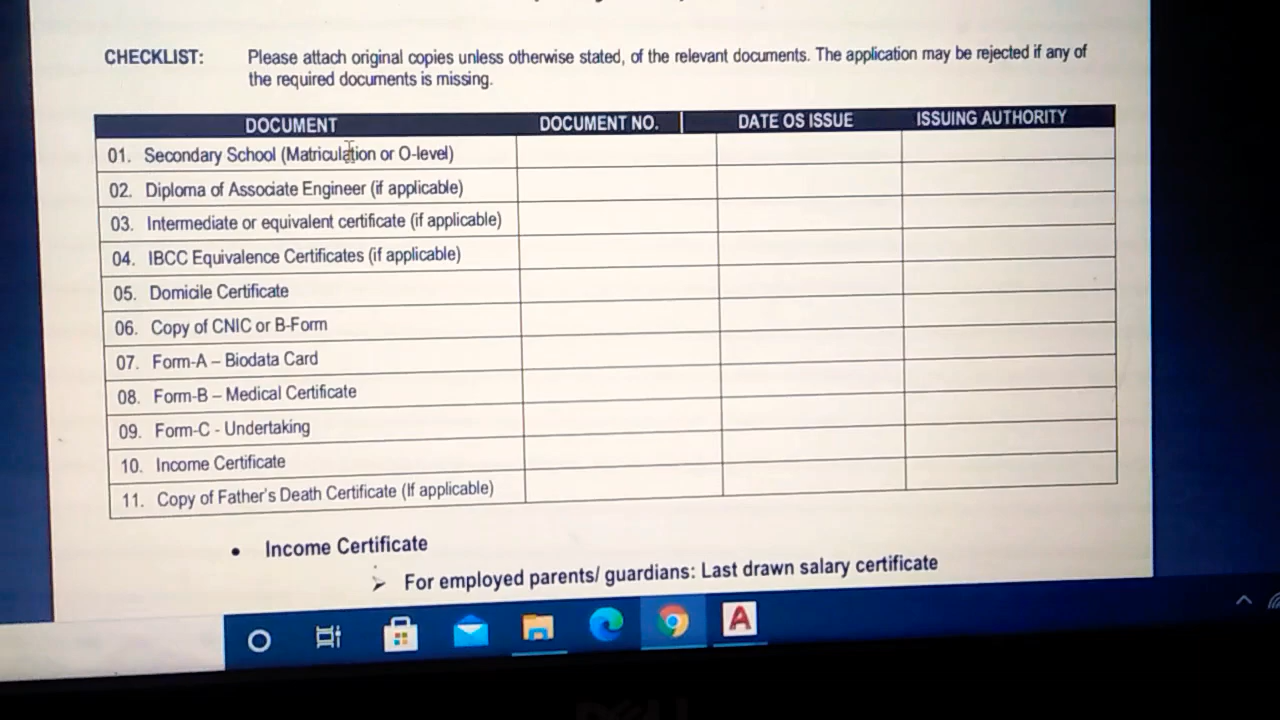 CHECKLIST: Please attach original copies unless otherwise stated, of the relevant documents. The application may be rejected if any of
the required documents is missing.
DOCUMENT DOCUMENT NO. DATE OS ISSUE ISSUING AUTHORITY
01. Secondary School (Matriculation or O-level)
02. Diploma of Associate Engineer (if applicable)
03. Intermediate or equivalent certificate (if applicable)
04. IBCC Equivalence Certificates (if applicable)
05. Domicile Certificate
06. Copy of CNIC or B-Form
07. Form-A – Biodata Card
08. Form-B – Medical Certificate
09. Form-C - Undertaking
10. Income Certificate
11. Copy of Father's Death Certificate (If applicable)
• Income Certificate
➢ For employed parents/ guardians: Last drawn salary certificate
A
DELL